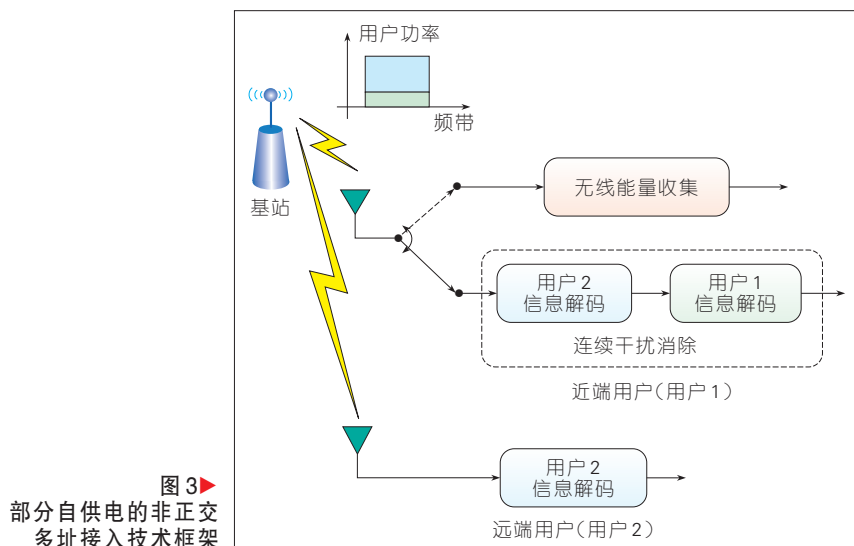 用户功率
频带
基站
无线能量收集
用户2
信息解码
用户1
信息解码
连续干扰消除
近端用户(用户1)
用户2
信息解码
远端用户(用户2)
图3▶
部分自供电的非正交
多址接入技术框架